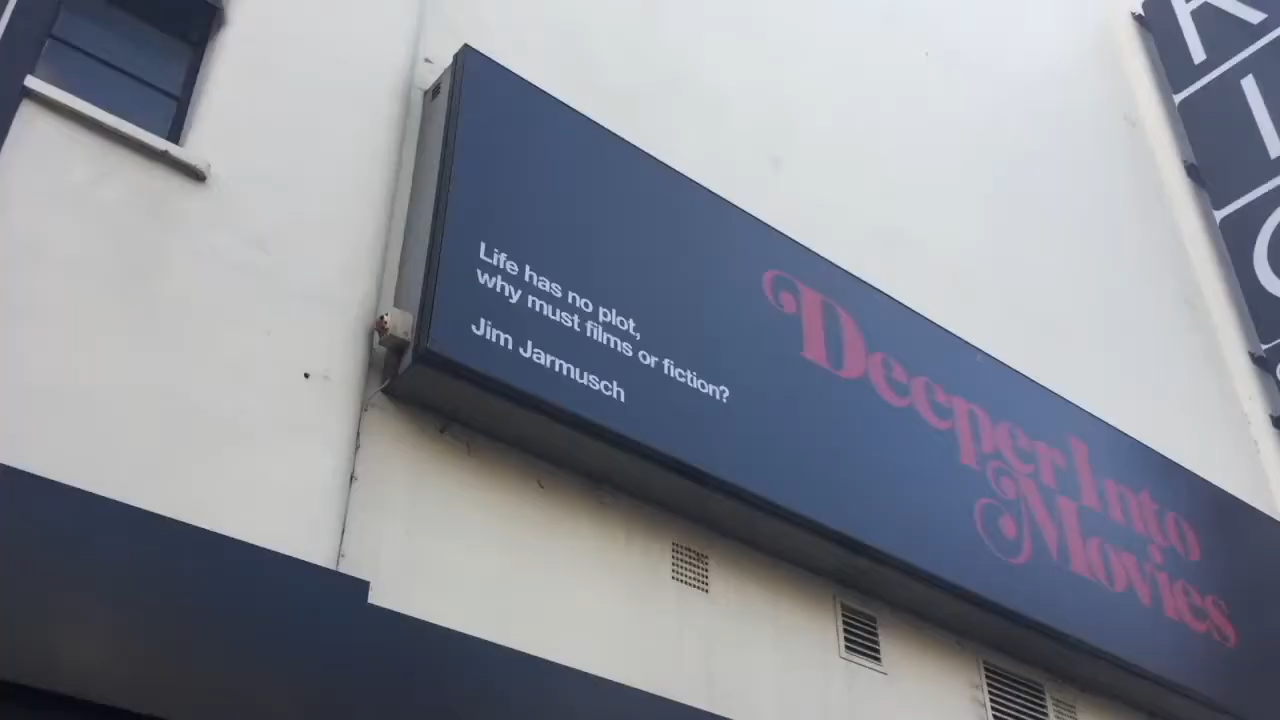 Life has no plot,
why must films or fiction?
Jim Jarmusch
Deeper Into
Movies
R
I